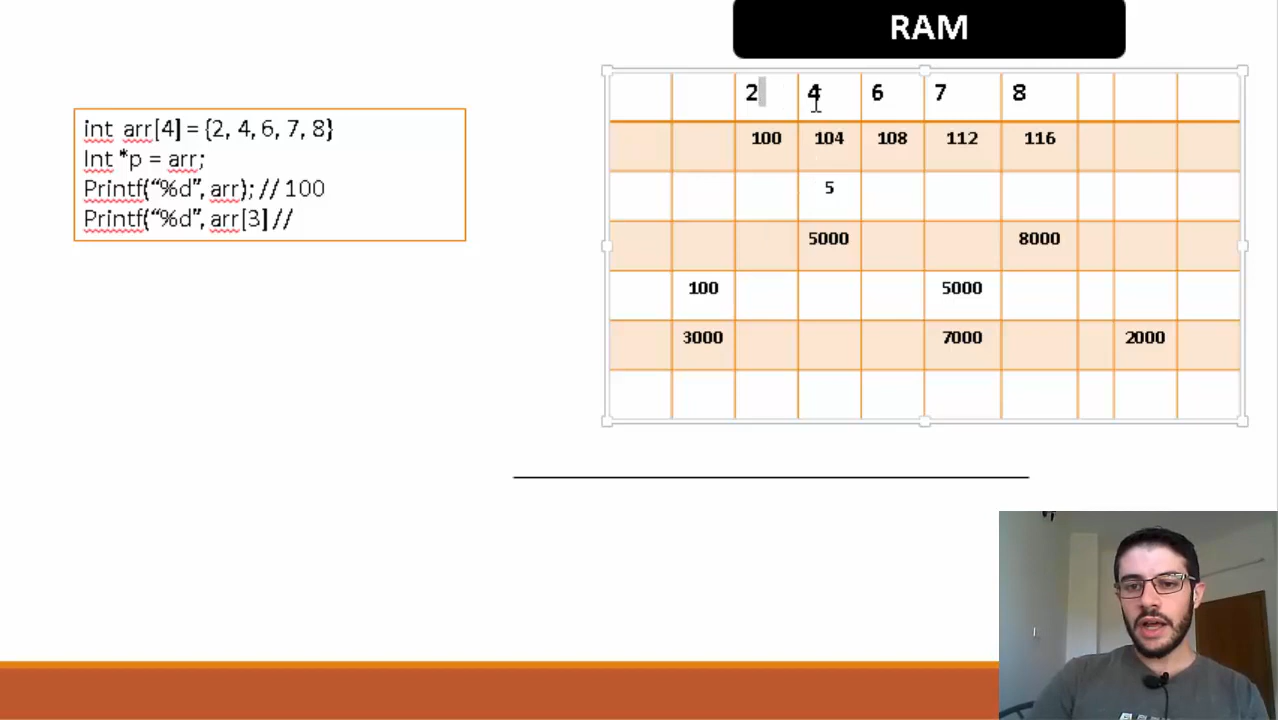 RAM
int arr[4] = {2, 4, 6, 7, 8}
Int *p = arr;
Printf("%d", arr); // 100
Printf("%d", arr[3] //
2 4 6 7 8
100 104 108 112 116
5
5000 8000
100 5000
3000 7000 2000